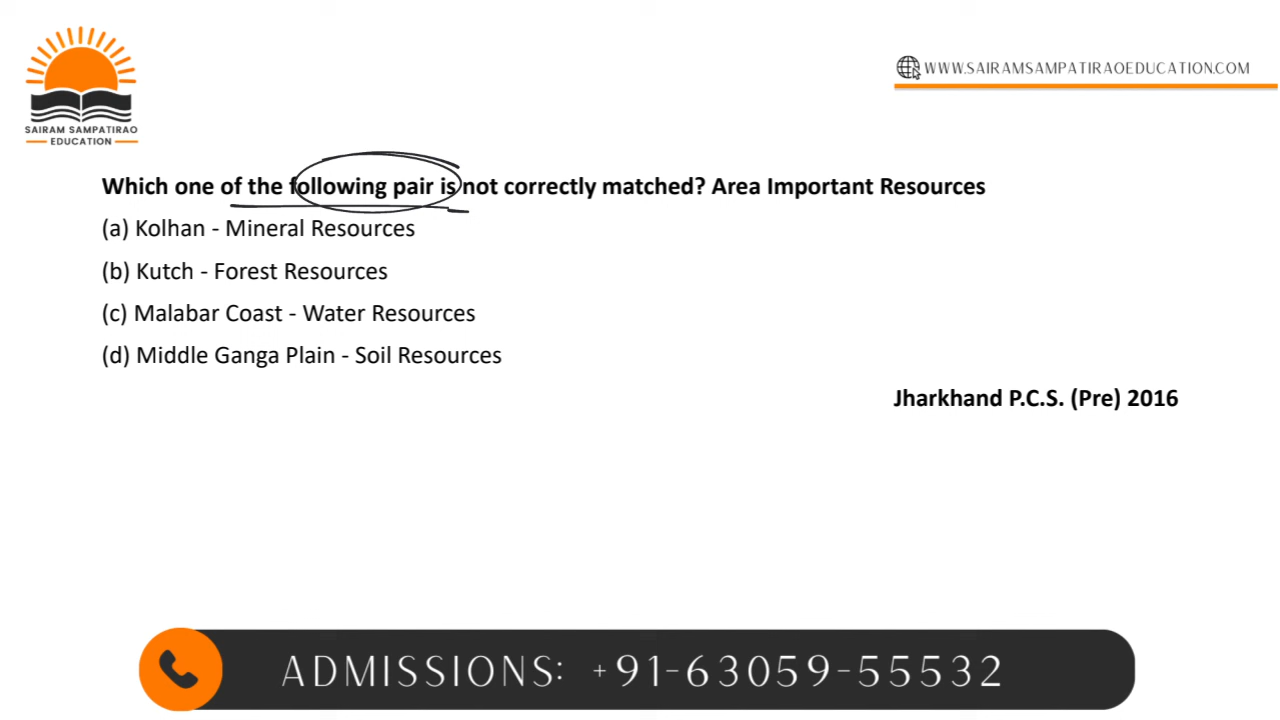 SAIRAM SAMPATIRAO
EDUCATION
WWW.SAIRAMSAMPATIRAOEDUCATION.COM
Which one of the following pair is not correctly matched? Area Important Resources
(a) Kolhan - Mineral Resources
(b) Kutch - Forest Resources
(c) Malabar Coast - Water Resources
(d) Middle Ganga Plain - Soil Resources
Jharkhand P.C.S. (Pre) 2016
ADMISSIONS: +91-63059-55532